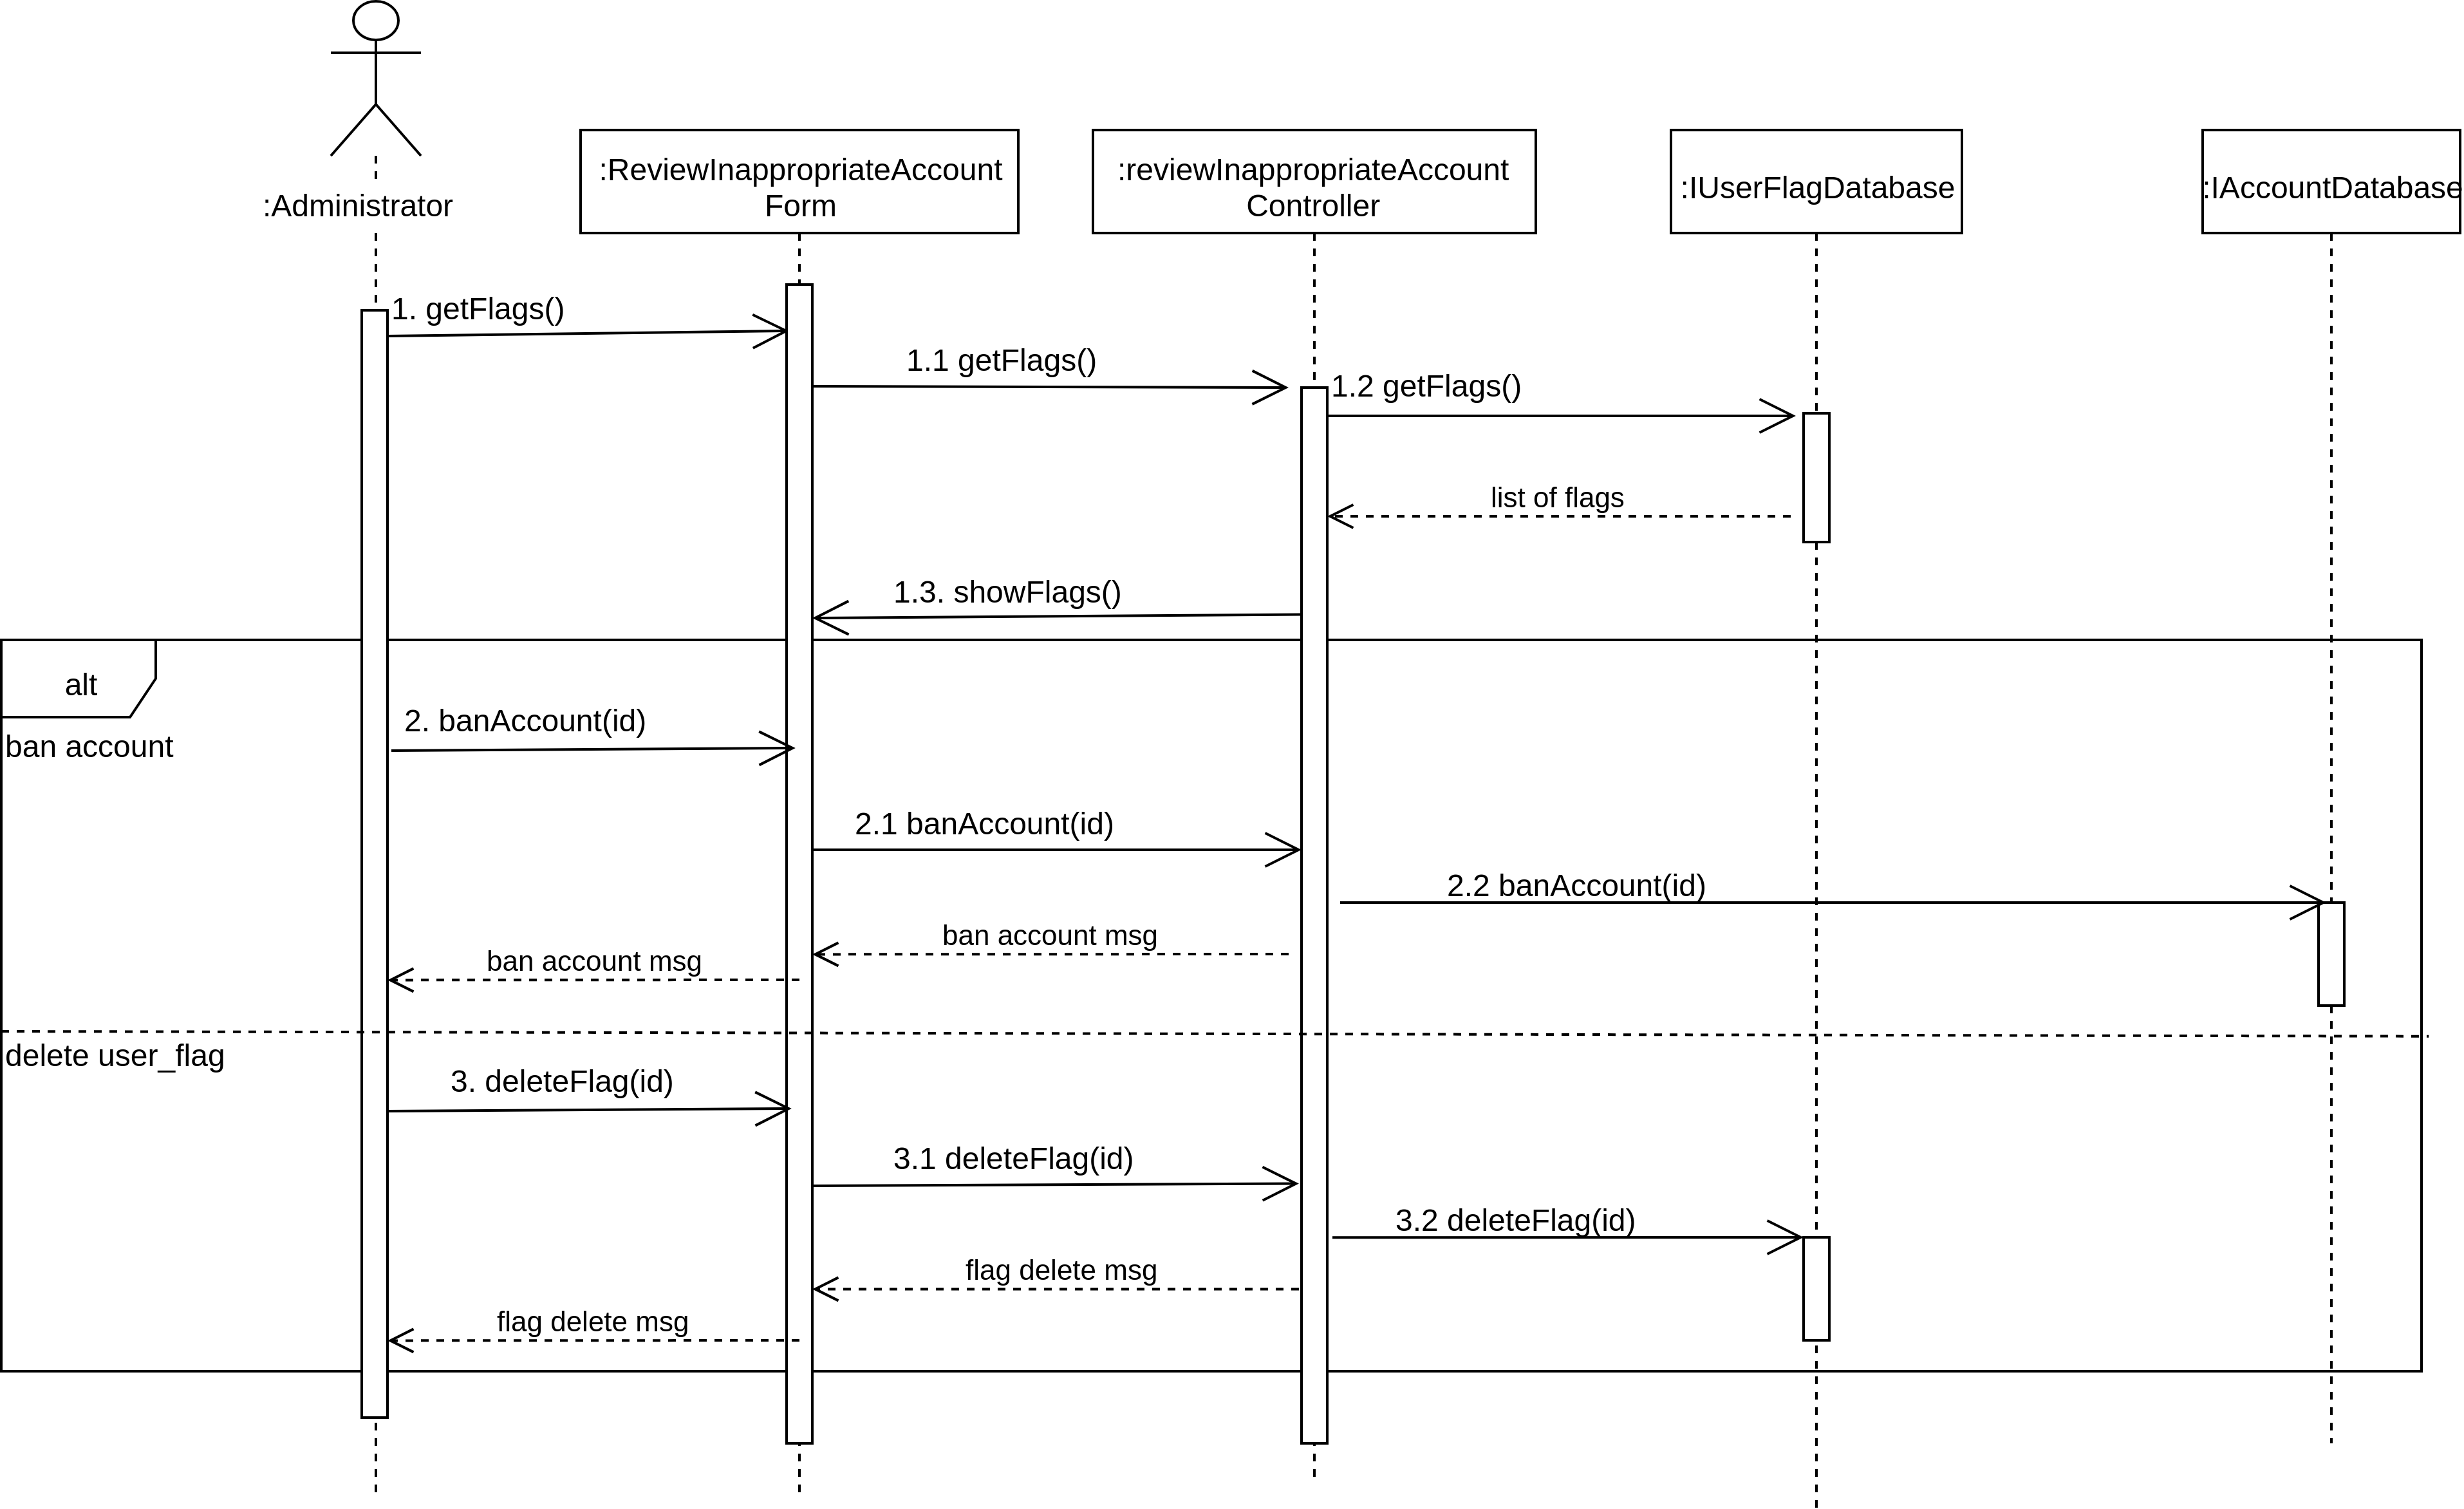 :Administrator
:ReviewInappropriateAccount
Form
:reviewInappropriateAccount
Controller
:IUserFlagDatabase
:IAccountDatabase
1. getFlags()
1.1 getFlags()
1.2 getFlags()
list of flags
1.3. showFlags()
alt
ban account
2. banAccount(id)
2.1 banAccount(id)
2.2 banAccount(id)
ban account msg
ban account msg
delete user_flag
3. deleteFlag(id)
3.1 deleteFlag(id)
3.2 deleteFlag(id)
flag delete msg
flag delete msg